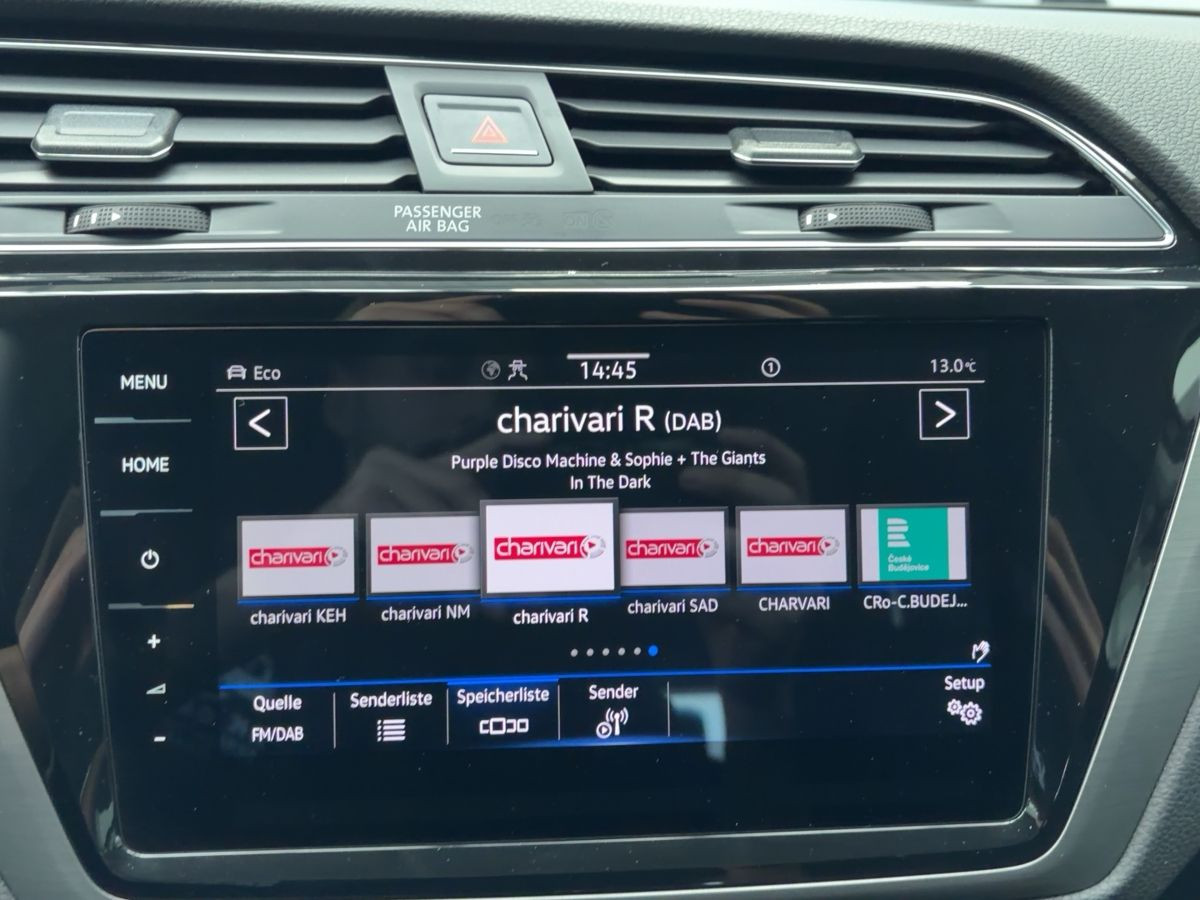 PASSENGER
AIR BAG
MENU
HOME
Eco
14:45
1
13.0°C
<
charivari R (DAB)
>
Purple Disco Machine & Sophie + The Giants
In The Dark
charivari
charivari
charivari
charivari
charivari
České
Budějovice
charivari KEH
charivari NM
charivari R
charivari SAD
CHARVARI
CRo-C.BUDEJ...
+
-
Quelle
FM/DAB
Senderliste
Speicherliste
Sender
Setup